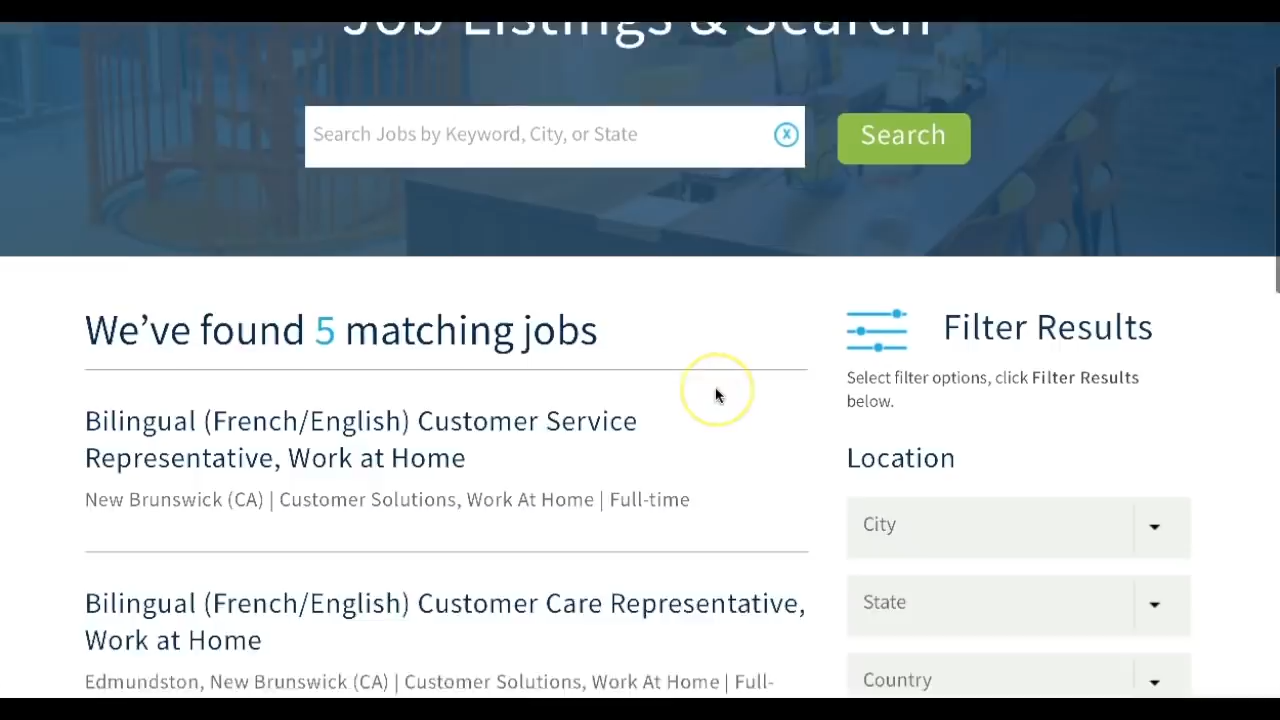 Job Listings & Search
Search Jobs by Keyword, City, or State
X
Search
We’ve found 5 matching jobs
Bilingual (French/English) Customer Service
Representative, Work at Home
New Brunswick (CA) | Customer Solutions, Work At Home | Full-time
Bilingual (French/English) Customer Care Representative,
Work at Home
Edmundston, New Brunswick (CA) | Customer Solutions, Work At Home | Full-
Filter Results
Select filter options, click Filter Results
below.
Location
City
State
Country